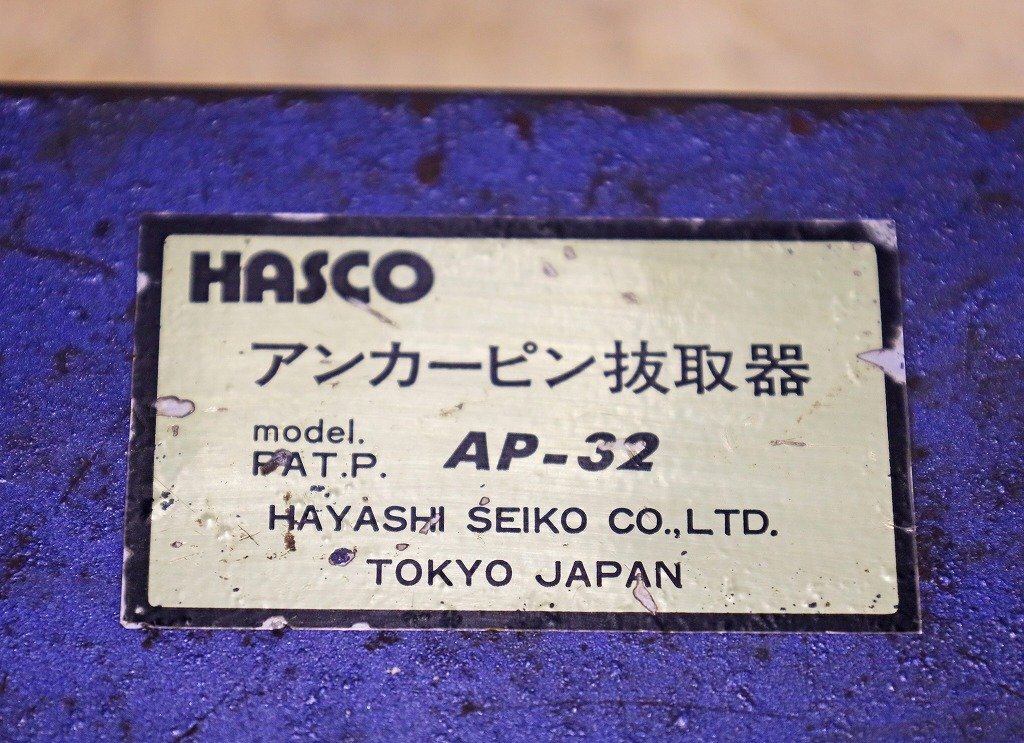 HASCO
アンカーピン抜取器
model. AP-32
PAT.P.
HAYASHI SEIKO CO.,LTD.
TOKYO JAPAN